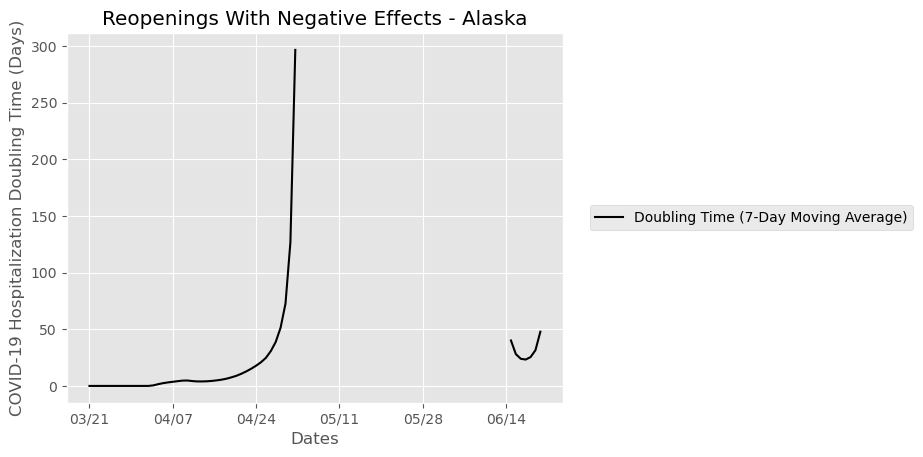 Reopenings With Negative Effects - Alaska
COVID-19 Hospitalization Doubling Time (Days)
300
250
200
150
100
50
0
03/21 04/07 04/24 05/11 05/28 06/14
Dates
Doubling Time (7-Day Moving Average)